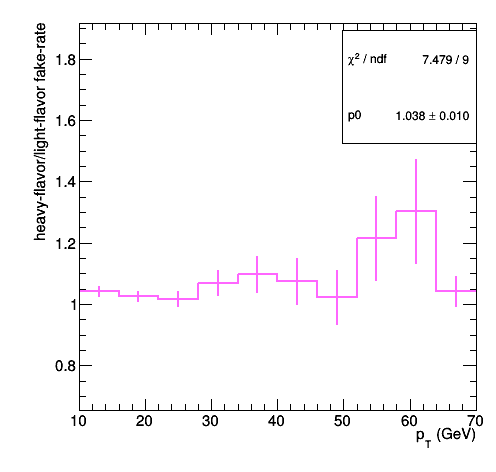 heavy-flavor/light-flavor fake-rate
χ² / ndf 7.479 / 9
p0 1.038 ± 0.010
1.8
1.6
1.4
1.2
1
0.8
10 20 30 40 50 60 70
p_T (GeV)